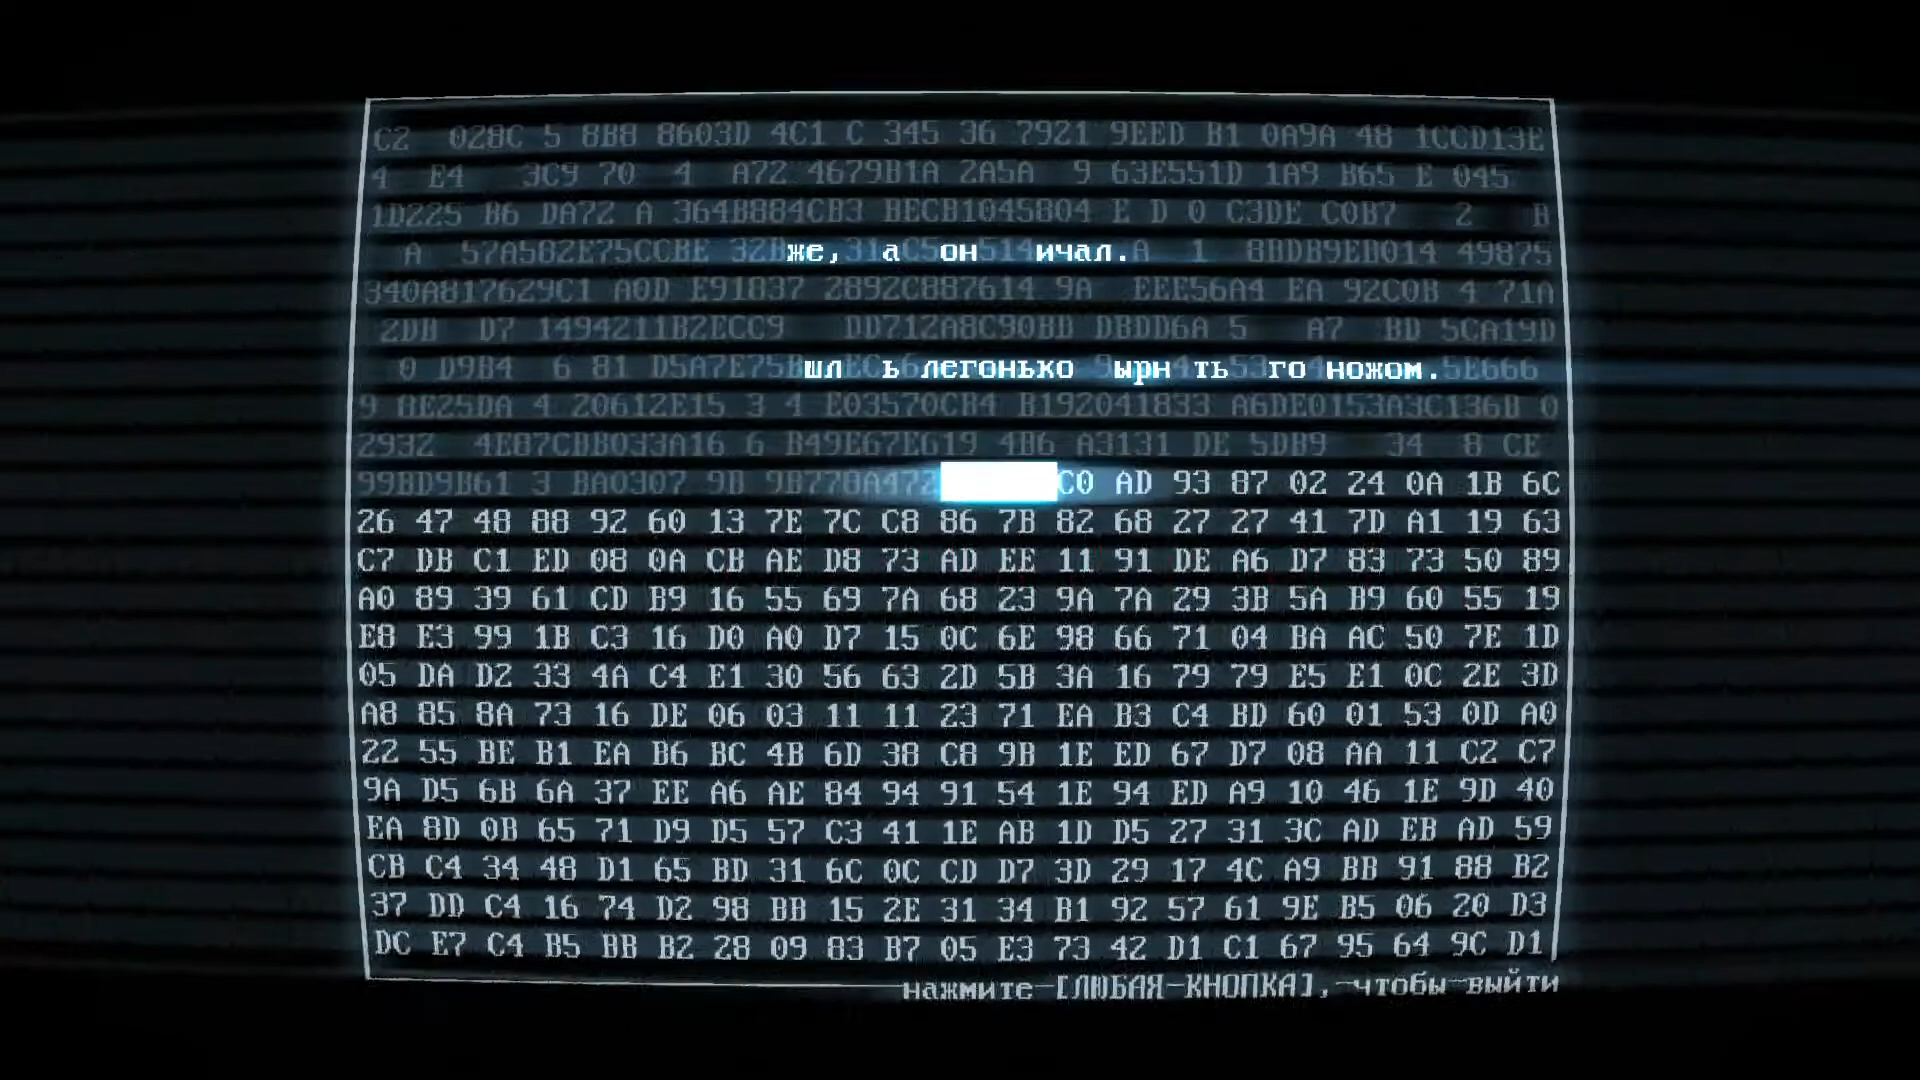 C2 028C 5 8B8 8603D 4C1 C 345 36 7921 9EED B1 0A9A 48 1CCD13E
4 E4 3C9 70 4 A72 4679B1A 2A5A 9 63E551D 1A9 B65 E 045
1D225 B6 DA72 A 364B884CB3 BECB1045804 E D 0 C3DE C0B7 2 B
A 57A582E75CCBE же, а он ичал. A 1 8BDB9EB014 49875
340A817629C1 A0D E91837 2892C887614 9A EEE56A4 EA 92C0B 4 71A
2DB D7 1494211B2ECC9 DD712A8C90BB DBDD6A 5 A7 BD 5CA19D
0 D9B4 6 81 D5A7E75B шл ь легонько ырн ть го ножом. 5E666
9 8E25DA 4 20612E15 3 4 E03570CB4 B192041833 A6DE0153A3C136B 0
2932 4E87CBB033A16 6 B49E67E619 4B6 A3131 DE 5DB9 34 8 CE
99BD9B61 3 BA0307 9B 9B778A472 C0 AD 93 87 02 24 0A 1B 6C
26 47 48 88 92 60 13 7E 7C C8 86 7B 82 68 27 27 41 7D A1 19 63
C7 DB C1 ED 08 0A CB AE D8 73 AD EE 11 91 DE A6 D7 83 73 50 89
A0 89 39 61 CD B9 16 55 69 7A 68 23 9A 7A 29 3B 5A B9 60 55 19
E8 E3 99 1B C3 16 D0 A0 D7 15 0C 6E 98 66 71 04 BA AC 50 7E 1D
05 DA D2 33 4A C4 E1 30 56 63 2D 5B 3A 16 79 79 E5 E1 0C 2E 3D
A8 85 8A 73 16 DE 06 03 11 11 23 71 EA B3 C4 BD 60 01 53 0D A0
22 55 BE B1 EA B6 BC 4B 6D 38 C8 9B 1E ED 67 D7 08 AA 11 C2 C7
9A D5 6B 6A 37 EE A6 AE 84 94 91 54 1E 94 ED A9 10 46 1E 9D 40
EA 8D 0B 65 71 D9 D5 57 C3 41 1E AB 1D D5 27 31 3C AD EB AD 59
CB C4 34 48 D1 65 BD 31 6C 0C CD D7 3D 29 17 4C A9 BB 91 88 B2
37 DD C4 16 74 D2 98 BB 15 2E 31 34 B1 92 57 61 9E B5 06 20 D3
DC E7 C4 B5 BB B2 28 09 83 B7 05 E3 73 42 D1 C1 67 95 64 9C D1
нажмите [ЛЮБАЯ-КНОПКА], чтобы выйти